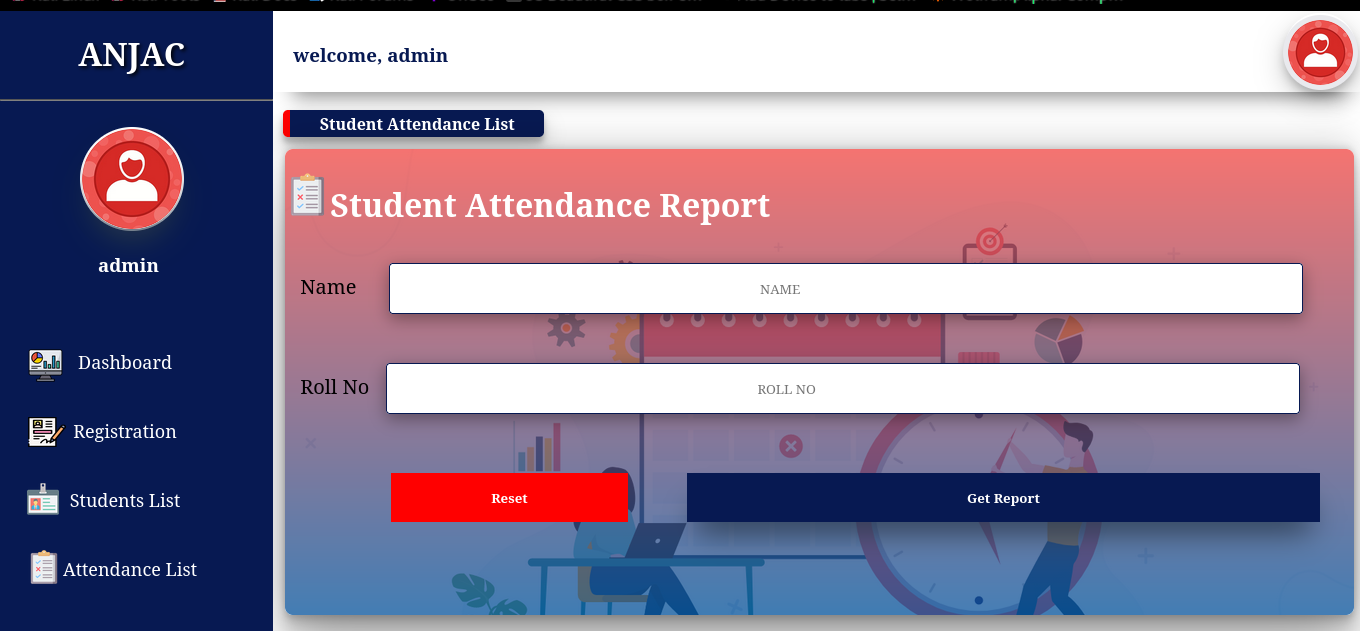 ANJAC
welcome, admin
Student Attendance List
Student Attendance Report
admin
Name
NAME
Roll No
ROLL NO
Dashboard
Registration
Students List
Attendance List
Reset
Get Report